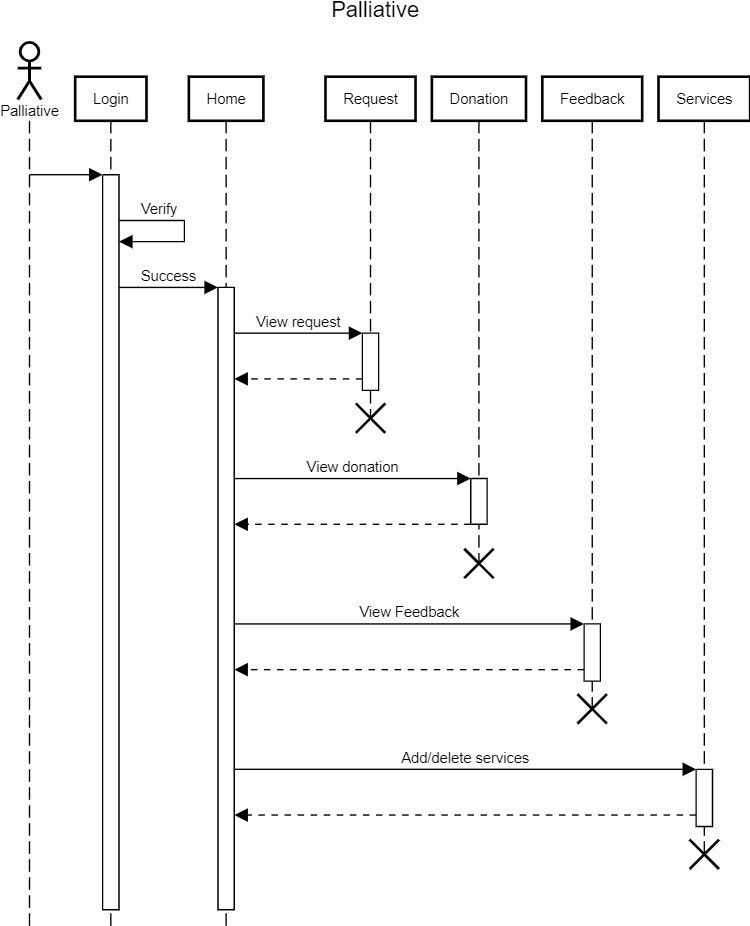 Palliative
Palliative
Login
Home
Request
Donation
Feedback
Services
Verify
Success
View request
View donation
View Feedback
Add/delete services